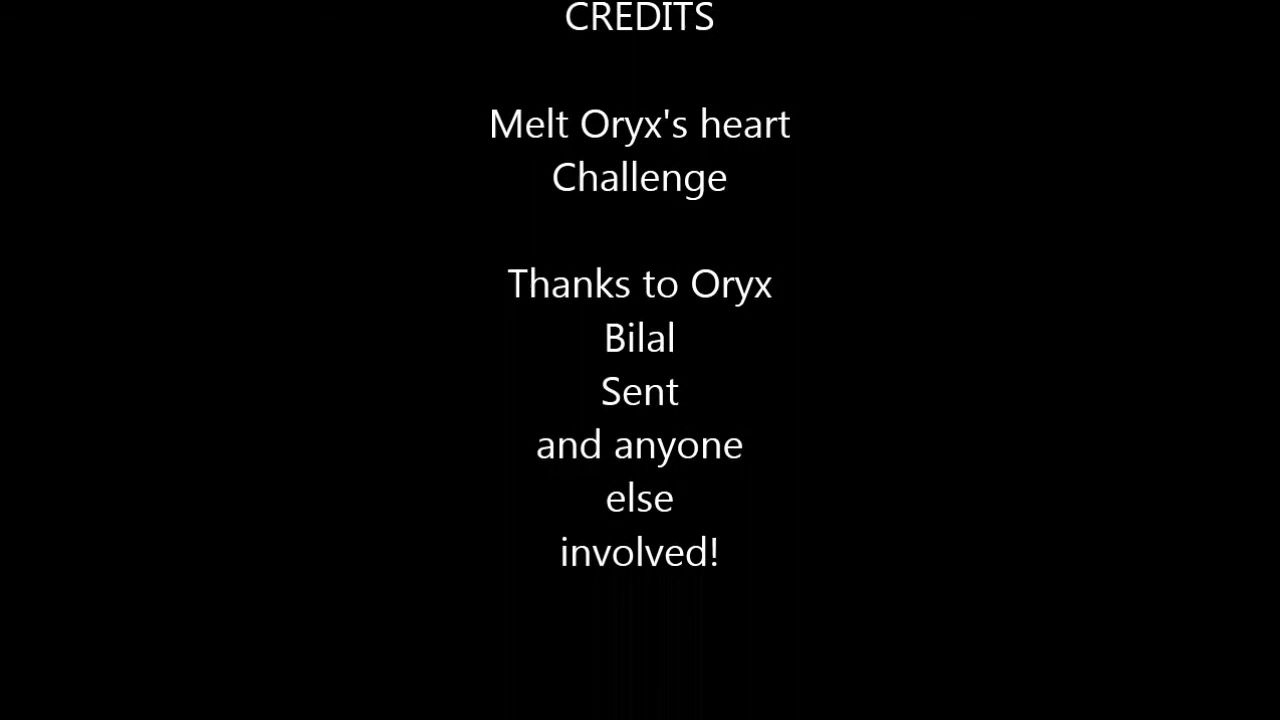 CREDITS
Melt Oryx's heart
Challenge
Thanks to Oryx
Bilal
Sent
and anyone
else
involved!